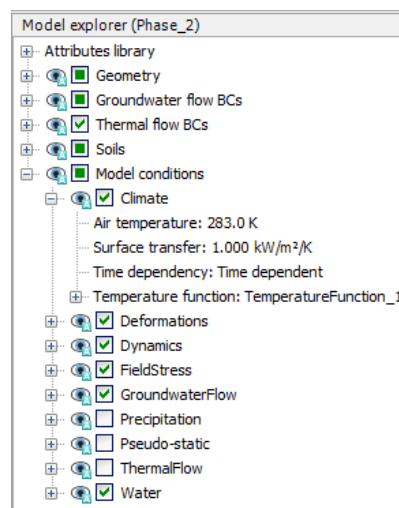 Model explorer (Phase_2)
Attributes library
Geometry
Groundwater flow BCs
Thermal flow BCs
Soils
Model conditions
Climate
Air temperature: 283.0 K
Surface transfer: 1.000 kW/m²/K
Time dependency: Time dependent
Temperature function: TemperatureFunction_1
Deformations
Dynamics
FieldStress
GroundwaterFlow
Precipitation
Pseudo-static
ThermalFlow
Water